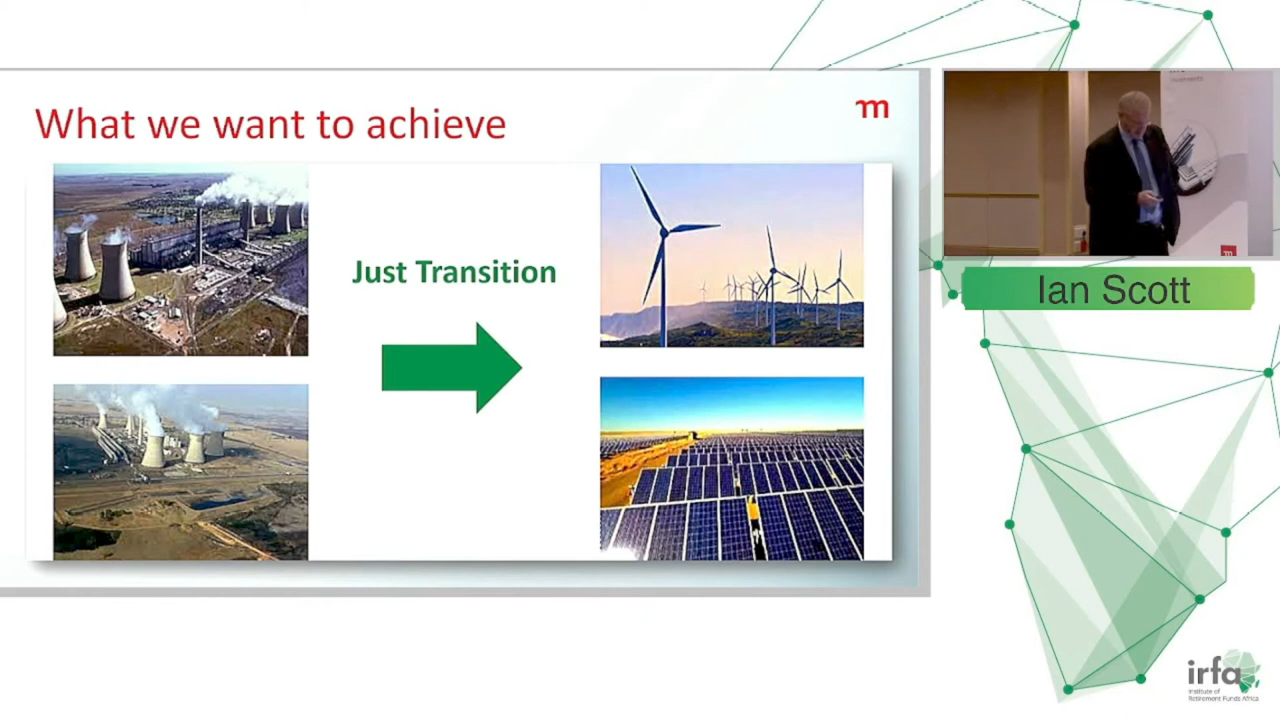 What we want to achieve
m
Just Transition
Ian Scott
irfa
Institute of
Retirement Funds Africa